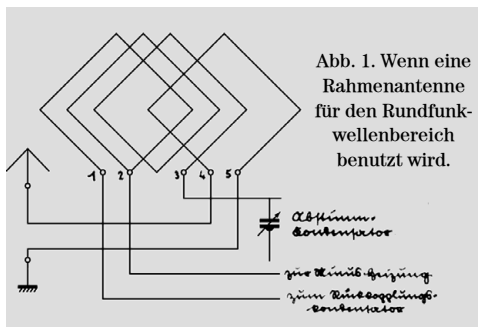 Abb. 1. Wenn eine
Rahmenantenne
für den Rundfunk-
wellenbereich
benutzt wird.
1 2 3 4 5
Abstimm-
kondensator
zur Minus-Heizung
zum Rückkopplungs-
kondensator